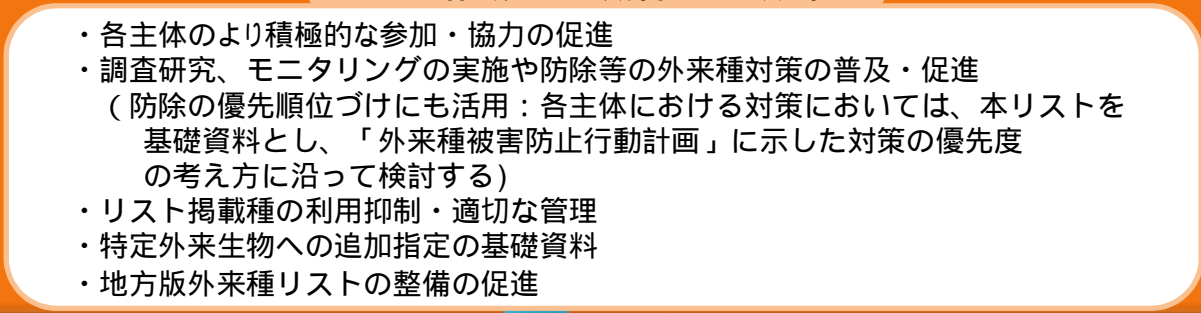 ・各主体のより積極的な参加・協力の促進
・調査研究、モニタリングの実施や防除等の外来種対策の普及・促進
（防除の優先順位づけにも活用：各主体における対策においては、本リストを
基礎資料とし、「外来種被害防止行動計画」に示した対策の優先度
の考え方に沿って検討する)
・リスト掲載種の利用抑制・適切な管理
・特定外来生物への追加指定の基礎資料
・地方版外来種リストの整備の促進